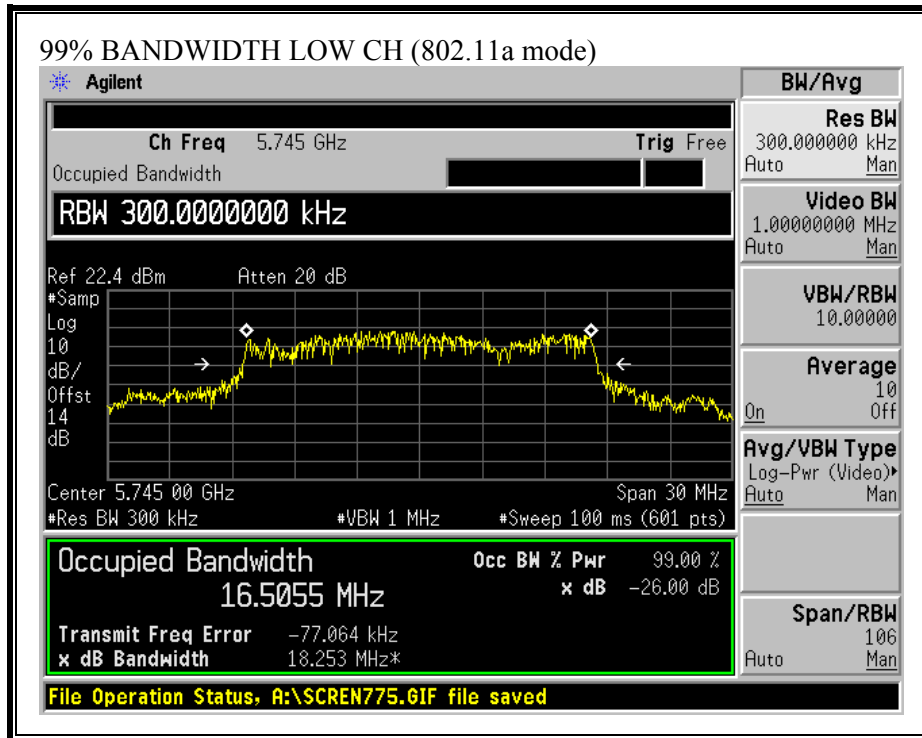 99% BANDWIDTH LOW CH (802.11a mode)
Agilent
BW/Avg
Ch Freq 5.745 GHz Trig Free
Occupied Bandwidth
RBW 300.0000000 kHz
Ref 22.4 dBm Atten 20 dB
#Samp
Log
10
dB/
Offst
14
dB
Center 5.745 00 GHz Span 30 MHz
#Res BW 300 kHz #VBW 1 MHz #Sweep 100 ms (601 pts)
Occupied Bandwidth
16.5055 MHz
Occ BW % Pwr 99.00 %
x dB -26.00 dB
Transmit Freq Error -77.064 kHz
x dB Bandwidth 18.253 MHz*
File Operation Status, A:\SCREN775.GIF file saved
Res BW
300.000000 kHz
Auto Man
Video BW
1.00000000 MHz
Auto Man
VBW/RBW
10.00000
Average
10
On Off
Avg/VBW Type
Log-Pwr (Video)▸
Auto Man
Span/RBW
106
Auto Man